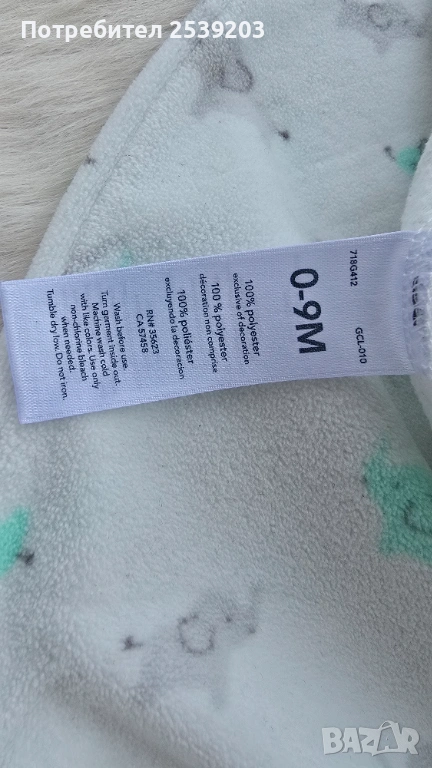 Потребител 2539203
718G412
GCL-010
0-9M
100% polyester
exclusive of decoration
100 % polyester
décoration non comprise
100% poliéster
excluyendo la decoración
RN# 35623
CA 57458
Wash before use.
Turn garment inside out.
Machine wash cold
with like colors. Use only
non-chlorine bleach
when needed.
Tumble dry low. Do not iron.
BAZAR